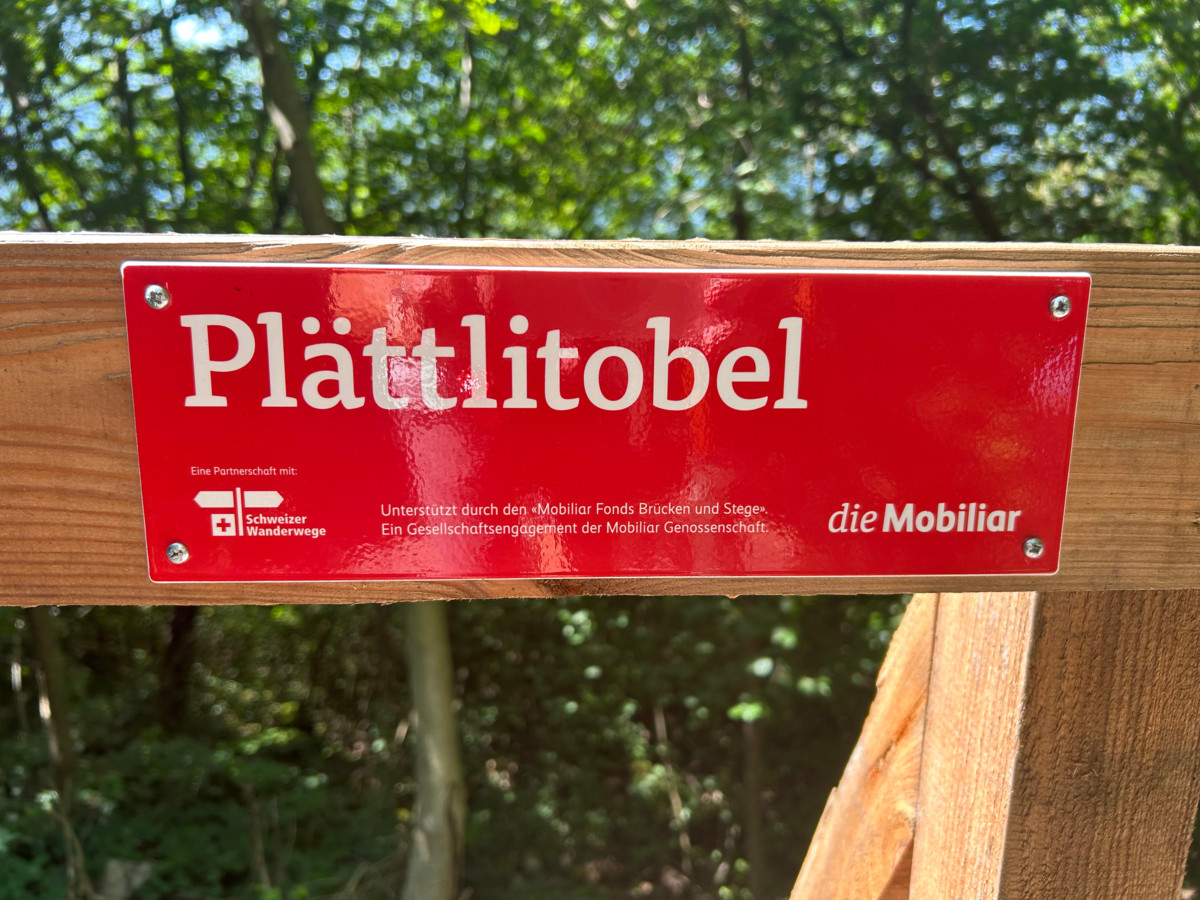 Plättlitobel
Eine Partnerschaft mit:
Schweizer
Wanderwege
Unterstützt durch den «Mobiliar Fonds Brücken und Stege».
Ein Gesellschaftsengagement der Mobiliar Genossenschaft.
die Mobiliar